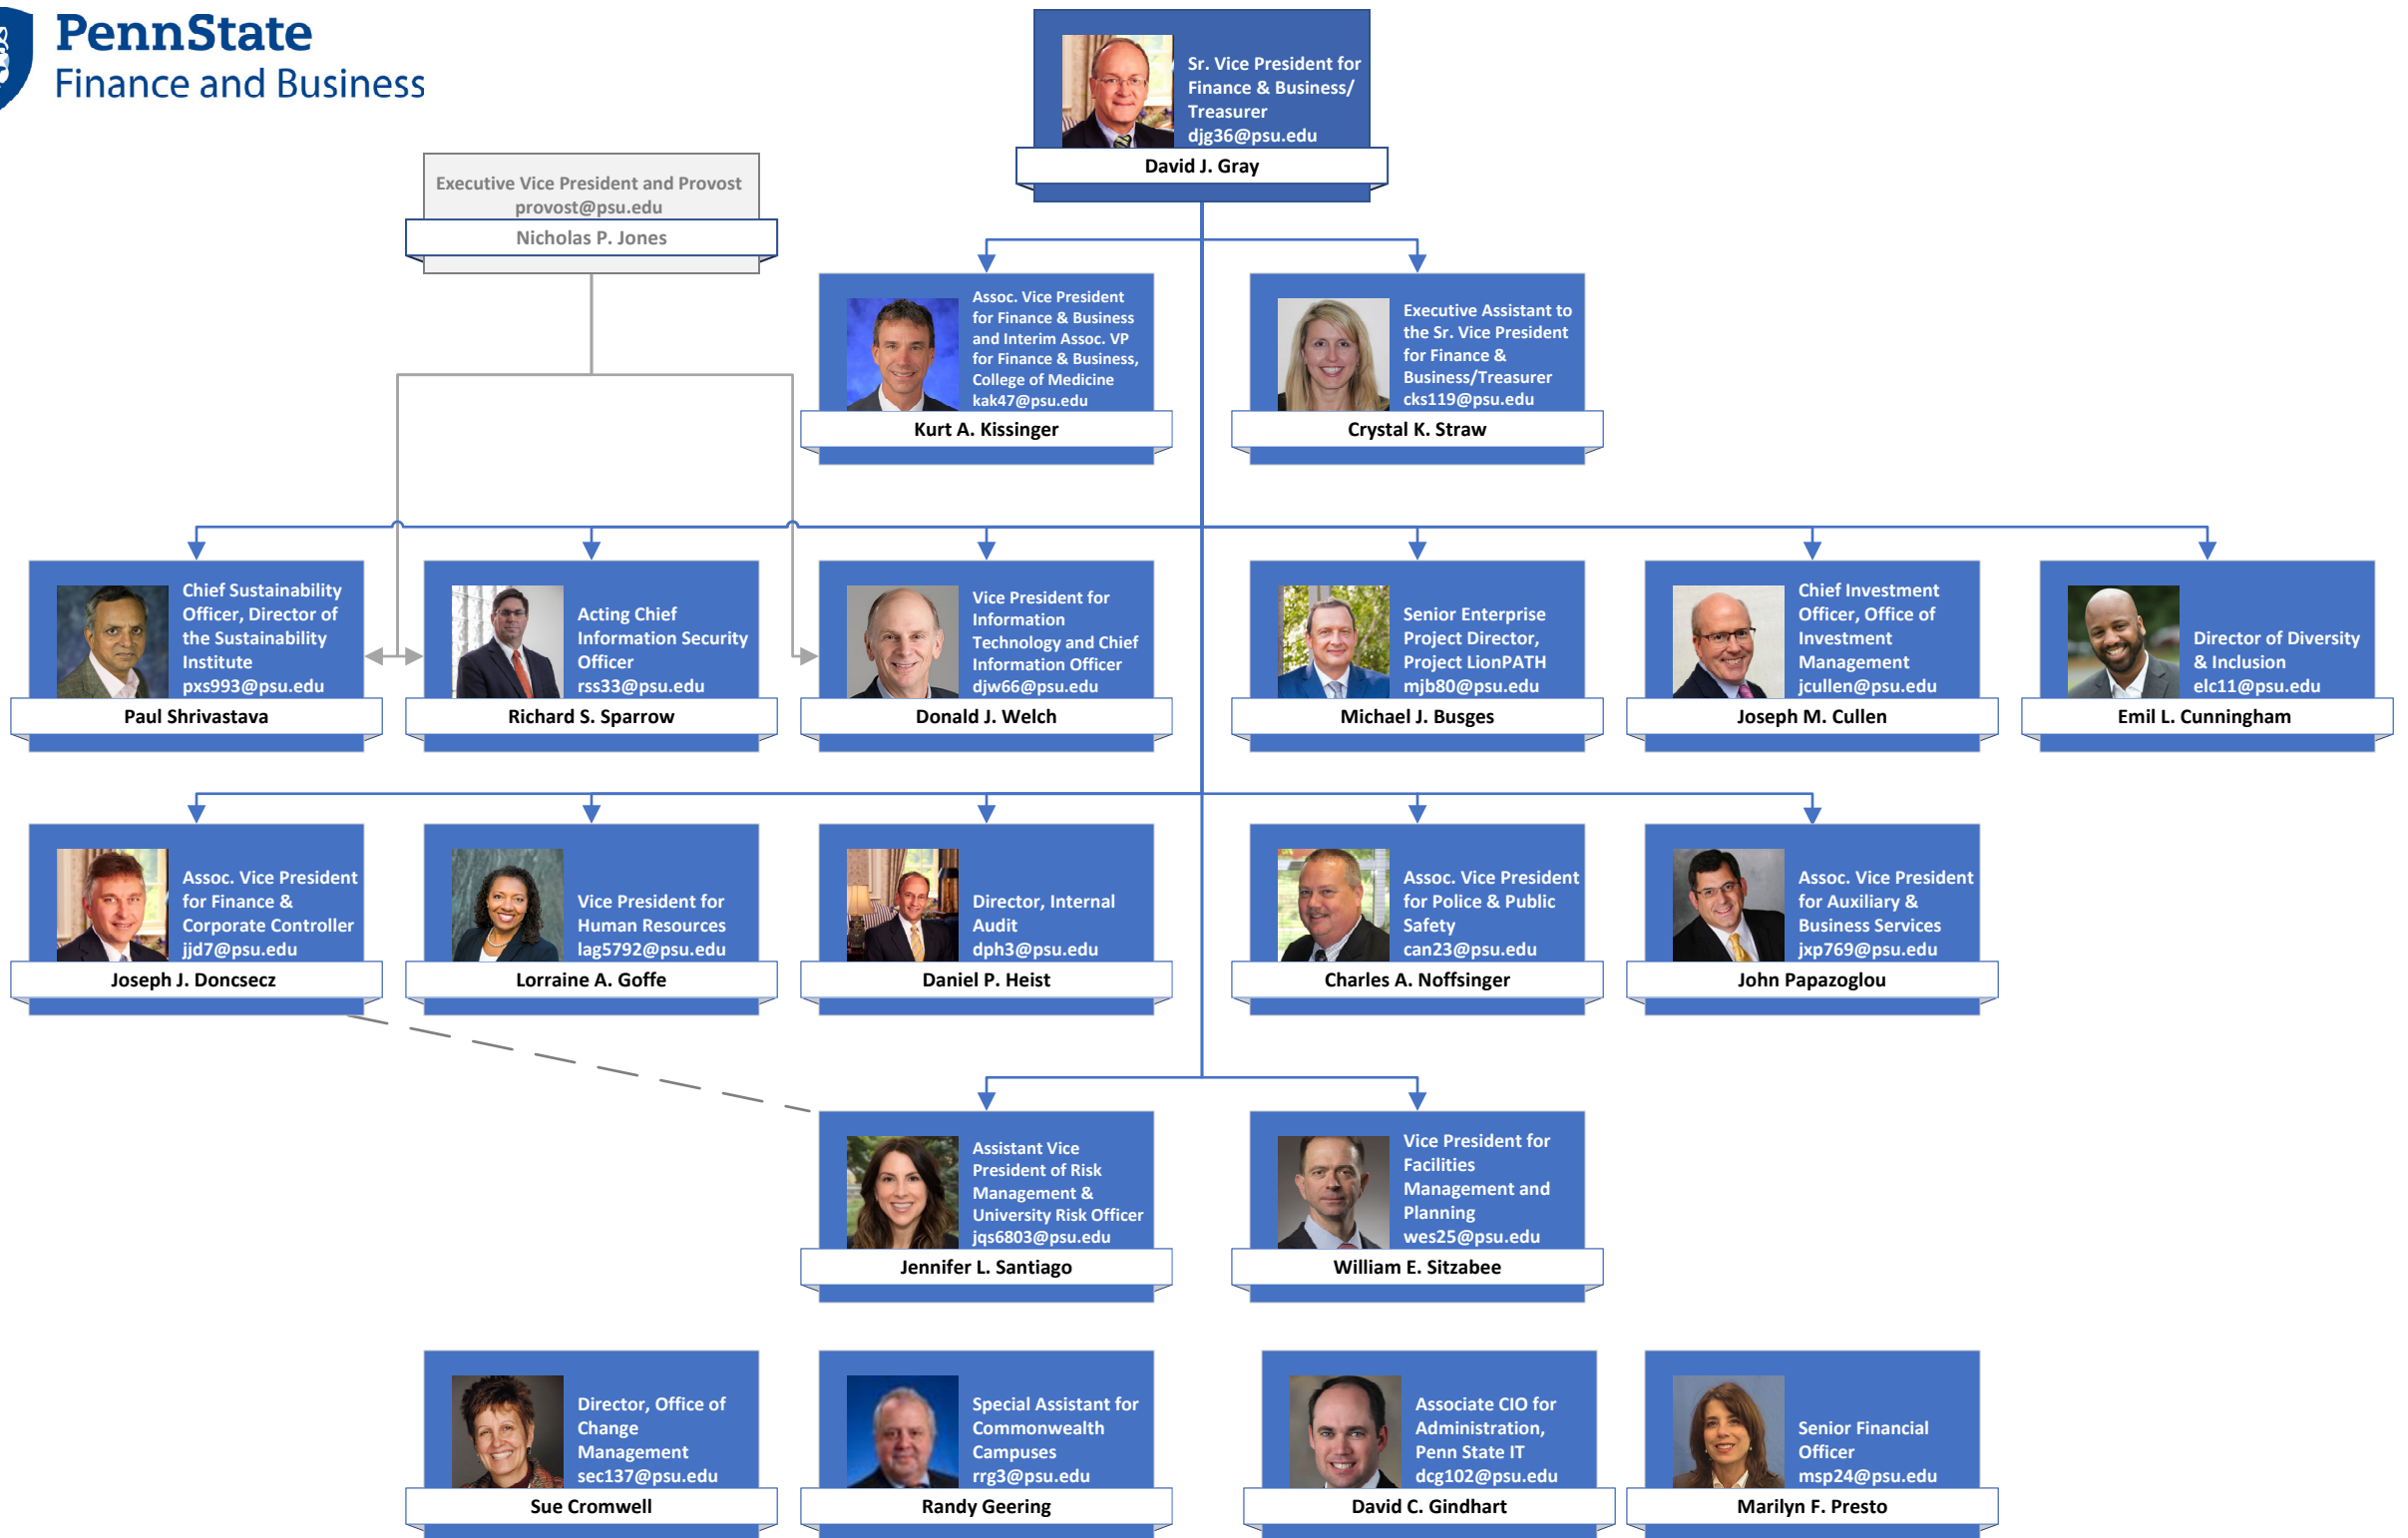 PennState
Finance and Business
Sr. Vice President for
Finance & Business/
Treasurer
djg36@psu.edu
David J. Gray
Executive Vice President and Provost
provost@psu.edu
Nicholas P. Jones
Assoc. Vice President
for Finance & Business
and Interim Assoc. VP
for Finance & Business,
College of Medicine
kak47@psu.edu
Kurt A. Kissinger
Executive Assistant to
the Sr. Vice President
for Finance &
Business/Treasurer
cks119@psu.edu
Crystal K. Straw
Chief Sustainability
Officer, Director of
the Sustainability
Institute
pxs993@psu.edu
Paul Shrivastava
Acting Chief
Information Security
Officer
rss33@psu.edu
Richard S. Sparrow
Vice President for
Information
Technology and Chief
Information Officer
djw66@psu.edu
Donald J. Welch
Senior Enterprise
Project Director,
Project LionPATH
mjb80@psu.edu
Michael J. Busges
Chief Investment
Officer, Office of
Investment
Management
jcullen@psu.edu
Joseph M. Cullen
Director of Diversity
& Inclusion
elc11@psu.edu
Emil L. Cunningham
Assoc. Vice President
for Finance &
Corporate Controller
jjd7@psu.edu
Joseph J. Doncsecz
Vice President for
Human Resources
lag5792@psu.edu
Lorraine A. Goffe
Director, Internal
Audit
dph3@psu.edu
Daniel P. Heist
Assoc. Vice President
for Police & Public
Safety
can23@psu.edu
Charles A. Noffsinger
Assoc. Vice President
for Auxiliary &
Business Services
jxp769@psu.edu
John Papazoglou
Assistant Vice
President of Risk
Management &
University Risk Officer
jqs6803@psu.edu
Jennifer L. Santiago
Vice President for
Facilities
Management and
Planning
wes25@psu.edu
William E. Sitzabee
Director, Office of
Change
Management
sec137@psu.edu
Sue Cromwell
Special Assistant for
Commonwealth
Campuses
rrg3@psu.edu
Randy Geering
Associate CIO for
Administration,
Penn State IT
dcg102@psu.edu
David C. Gindhart
Senior Financial
Officer
msp24@psu.edu
Marilyn F. Presto